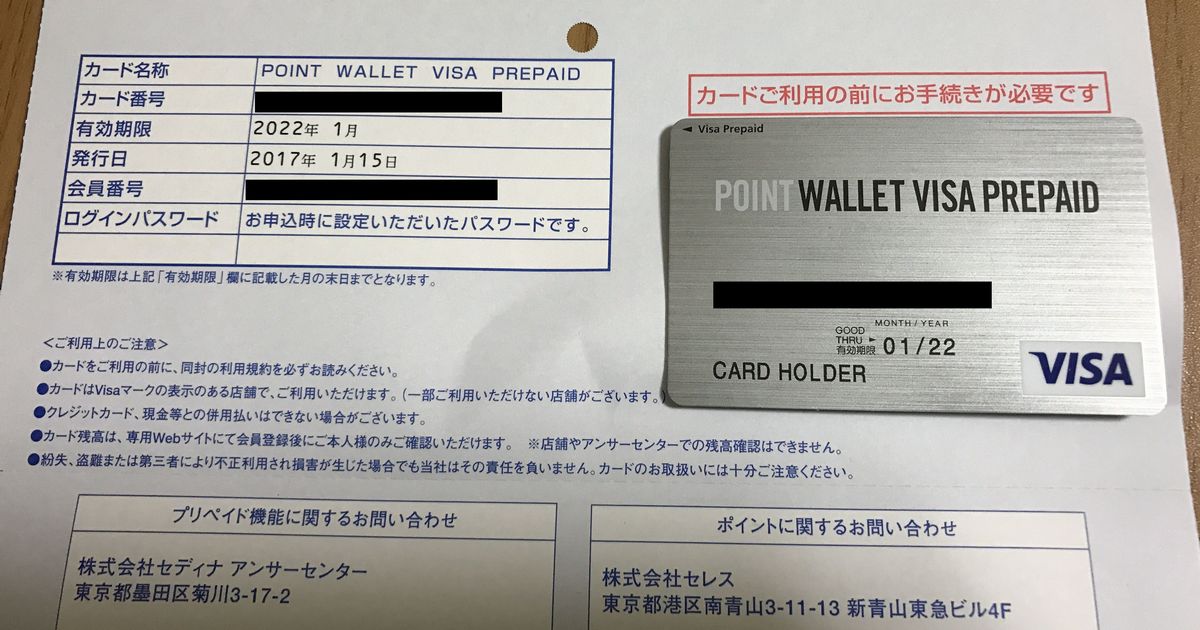 カード名称 POINT WALLET VISA PREPAID
カード番号
有効期限 2022年 1月
発行日 2017年 1月15日
会員番号
ログインパスワード お申込時に設定いただいたパスワードです。
※有効期限は上記「有効期限」欄に記載した月の末日までとなります。
カードご利用の前にお手続きが必要です
◄ Visa Prepaid
POINT WALLET VISA PREPAID
MONTH / YEAR
GOOD
THRU ►
有効期限 01/22
CARD HOLDER
VISA
＜ご利用上のご注意＞
●カードをご利用の前に、同封の利用規約を必ずお読みください。
●カードはVisaマークの表示のある店舗で、ご利用いただけます。（一部ご利用いただけない店舗がございます。）
●クレジットカード、現金等との併用払いはできない場合がございます。
●カード残高は、専用Webサイトにて会員登録後にご本人様のみご確認いただけます。 ※店舗やアンサーセンターでの残高確認はできません。
●紛失、盗難または第三者により不正利用され損害が生じた場合でも当社はその責任を負いません。カードのお取扱いには十分ご注意ください。
プリペイド機能に関するお問い合わせ
株式会社セディナ アンサーセンター
東京都墨田区菊川3-17-2
ポイントに関するお問い合わせ
株式会社セレス
東京都港区南青山3-11-13 新青山東急ビル4F